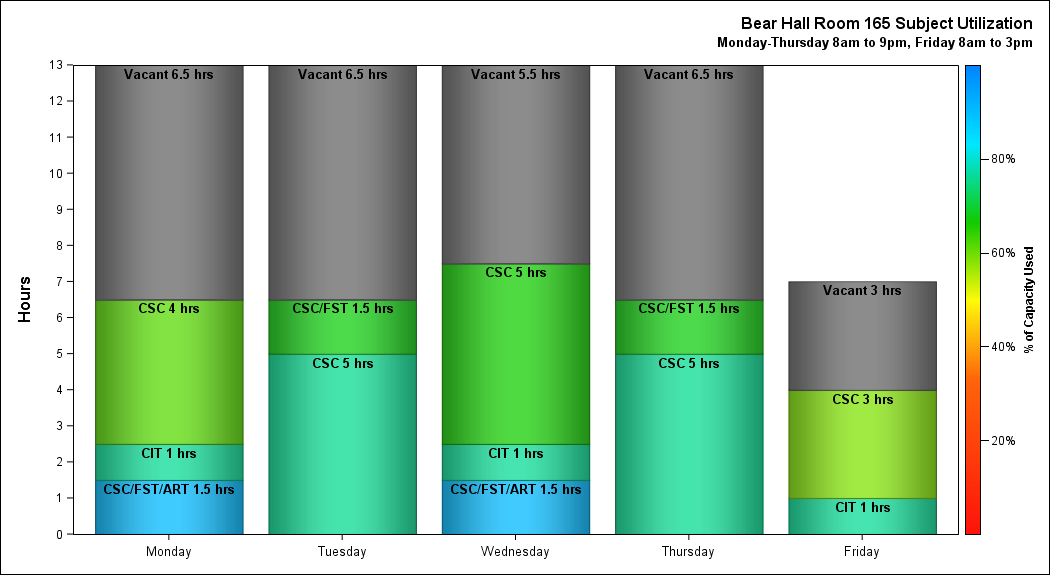 Bear Hall Room 165 Subject Utilization
Monday-Thursday 8am to 9pm, Friday 8am to 3pm
Hours
13
12
11
10
9
8
7
6
5
4
3
2
1
0
Vacant 6.5 hrs
CSC 4 hrs
CIT 1 hrs
CSC/FST/ART 1.5 hrs
Monday
Vacant 6.5 hrs
CSC/FST 1.5 hrs
CSC 5 hrs
Tuesday
Vacant 5.5 hrs
CSC 5 hrs
CIT 1 hrs
CSC/FST/ART 1.5 hrs
Wednesday
Vacant 6.5 hrs
CSC/FST 1.5 hrs
CSC 5 hrs
Thursday
Vacant 3 hrs
CSC 3 hrs
CIT 1 hrs
Friday
80%
60%
40%
20%
% of Capacity Used